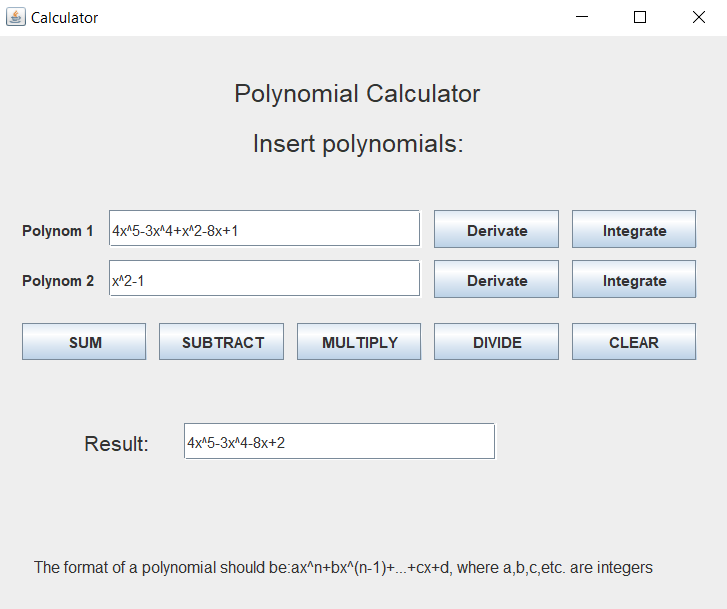 Calculator
Polynomial Calculator
Insert polynomials:
Polynom 1 4x^5-3x^4+x^2-8x+1 Derivate Integrate
Polynom 2 x^2-1 Derivate Integrate
SUM SUBTRACT MULTIPLY DIVIDE CLEAR
Result: 4x^5-3x^4-8x+2
The format of a polynomial should be:ax^n+bx^(n-1)+...+cx+d, where a,b,c,etc. are integers